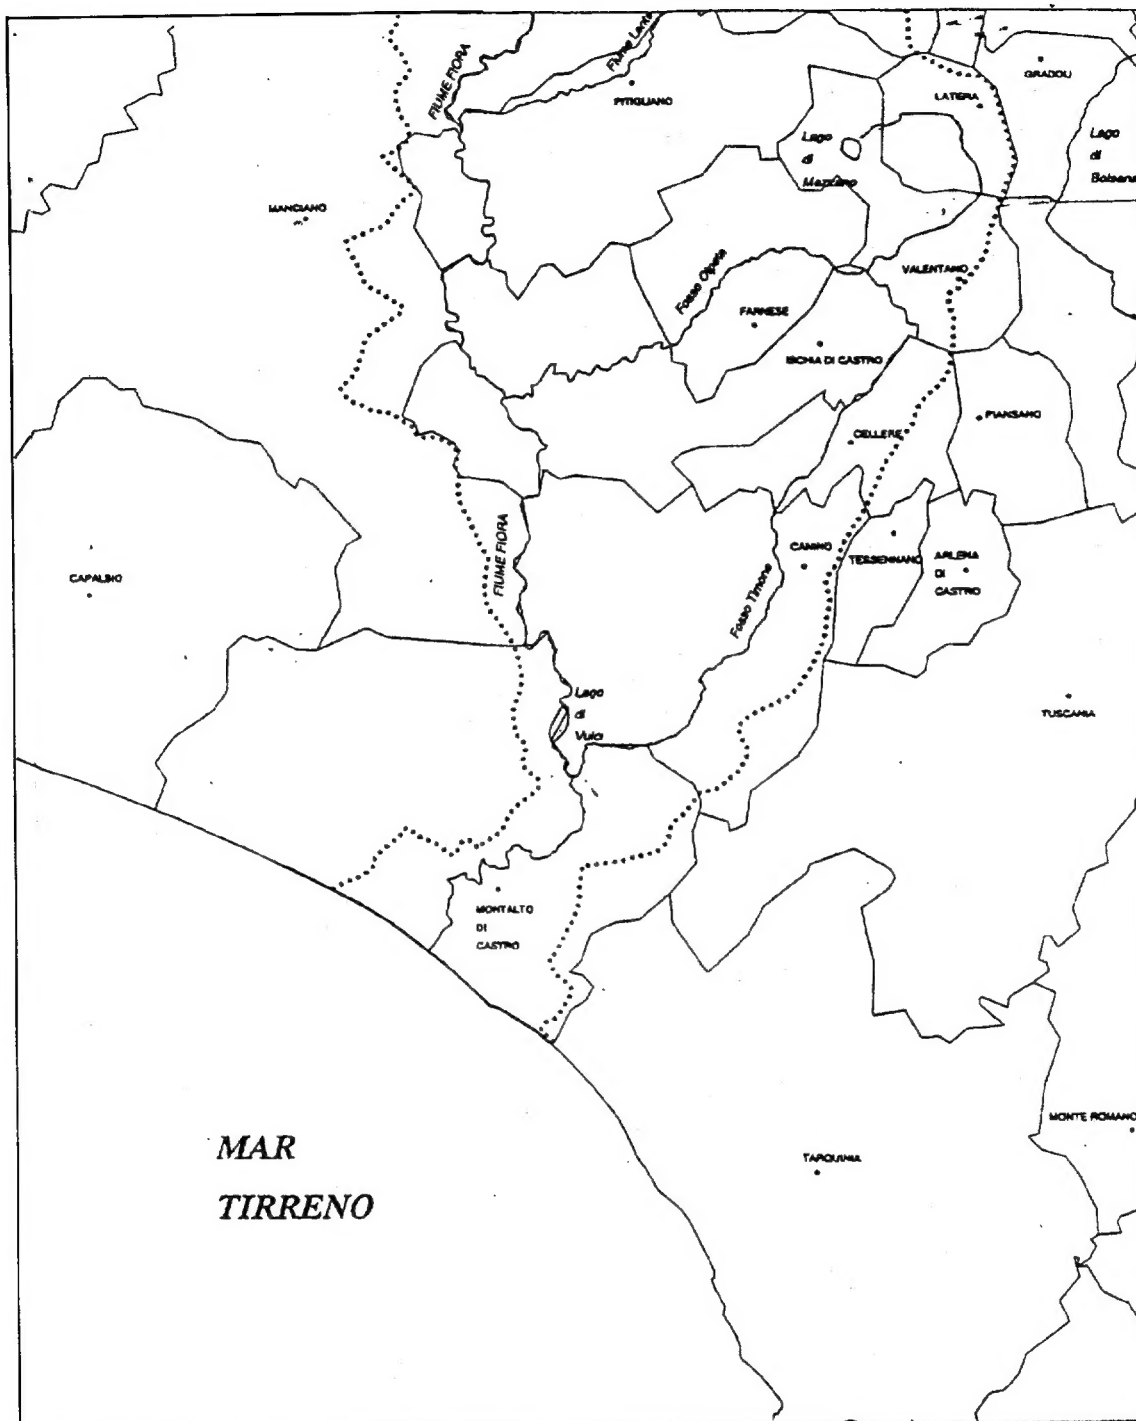 FIUME FIORA
Fiume Lente
PITIGLIANO
GRADOLI
LATERA
Lago
di
Mezzano
Lago
di
Bolsena
MANCIANO
Fosso Olpeta
VALENTANO
FARNESE
ISCHIA DI CASTRO
CELLERE
PIANSANO
FIUME FIORA
CANINO
TESSENNANO
ARLENA
DI
CASTRO
CAPALBIO
Fosso Timone
Lago
di
Vulci
TUSCANIA
MONTALTO
DI
CASTRO
MONTE ROMANO
MAR
TIRRENO
TARQUINIA